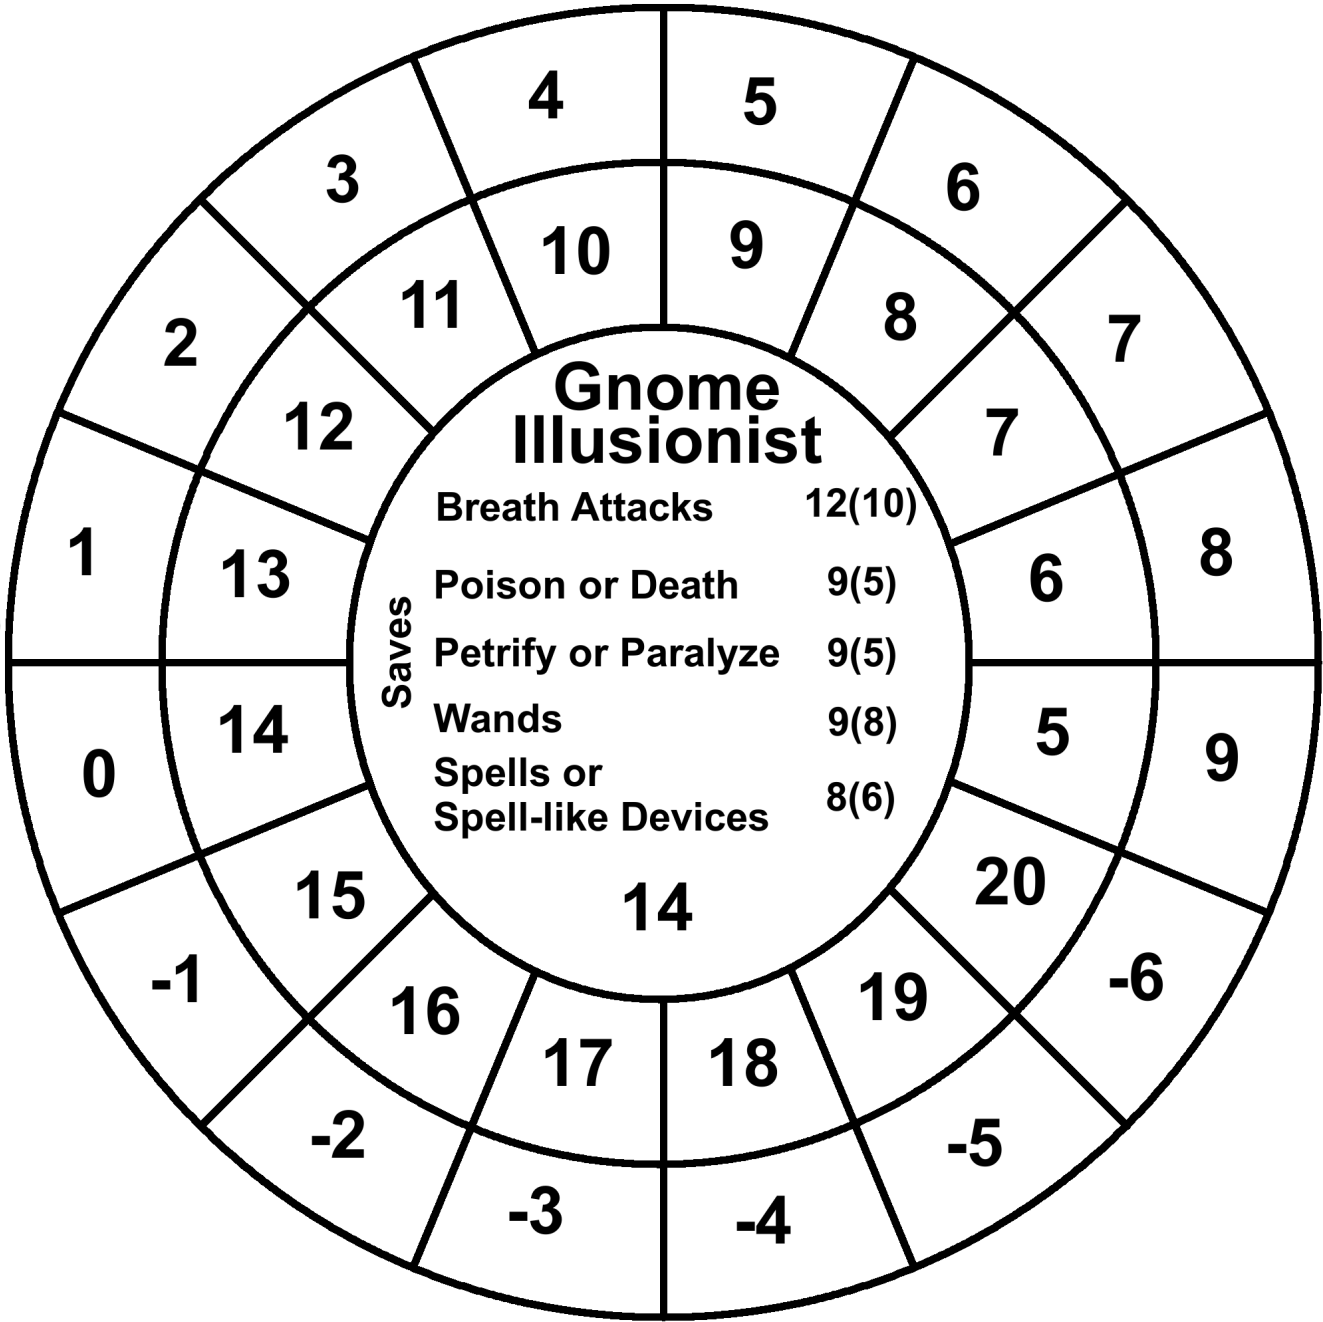 4 5
3 6
10 9
11 8
2 7
12 7
1 8
13 6
14 5
0 9
15 20
-1 -6
16 19
17 18
-2 -5
-3 -4
Gnome
Illusionist
Breath Attacks 12(10)
Poison or Death 9(5)
Saves
Petrify or Paralyze 9(5)
Wands 9(8)
Spells or
Spell-like Devices 8(6)
14